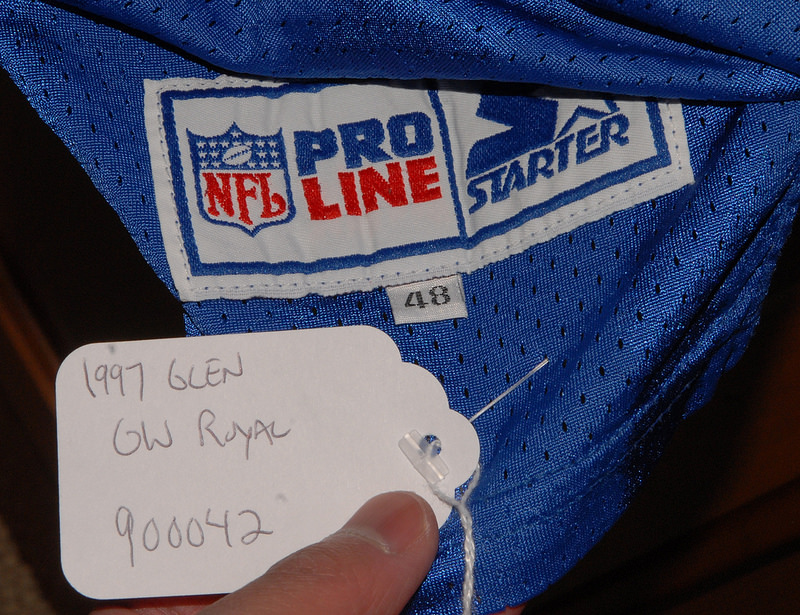 NFL
PRO
LINE
STARTER
48
1997 GLEN
GW ROYAL
900042